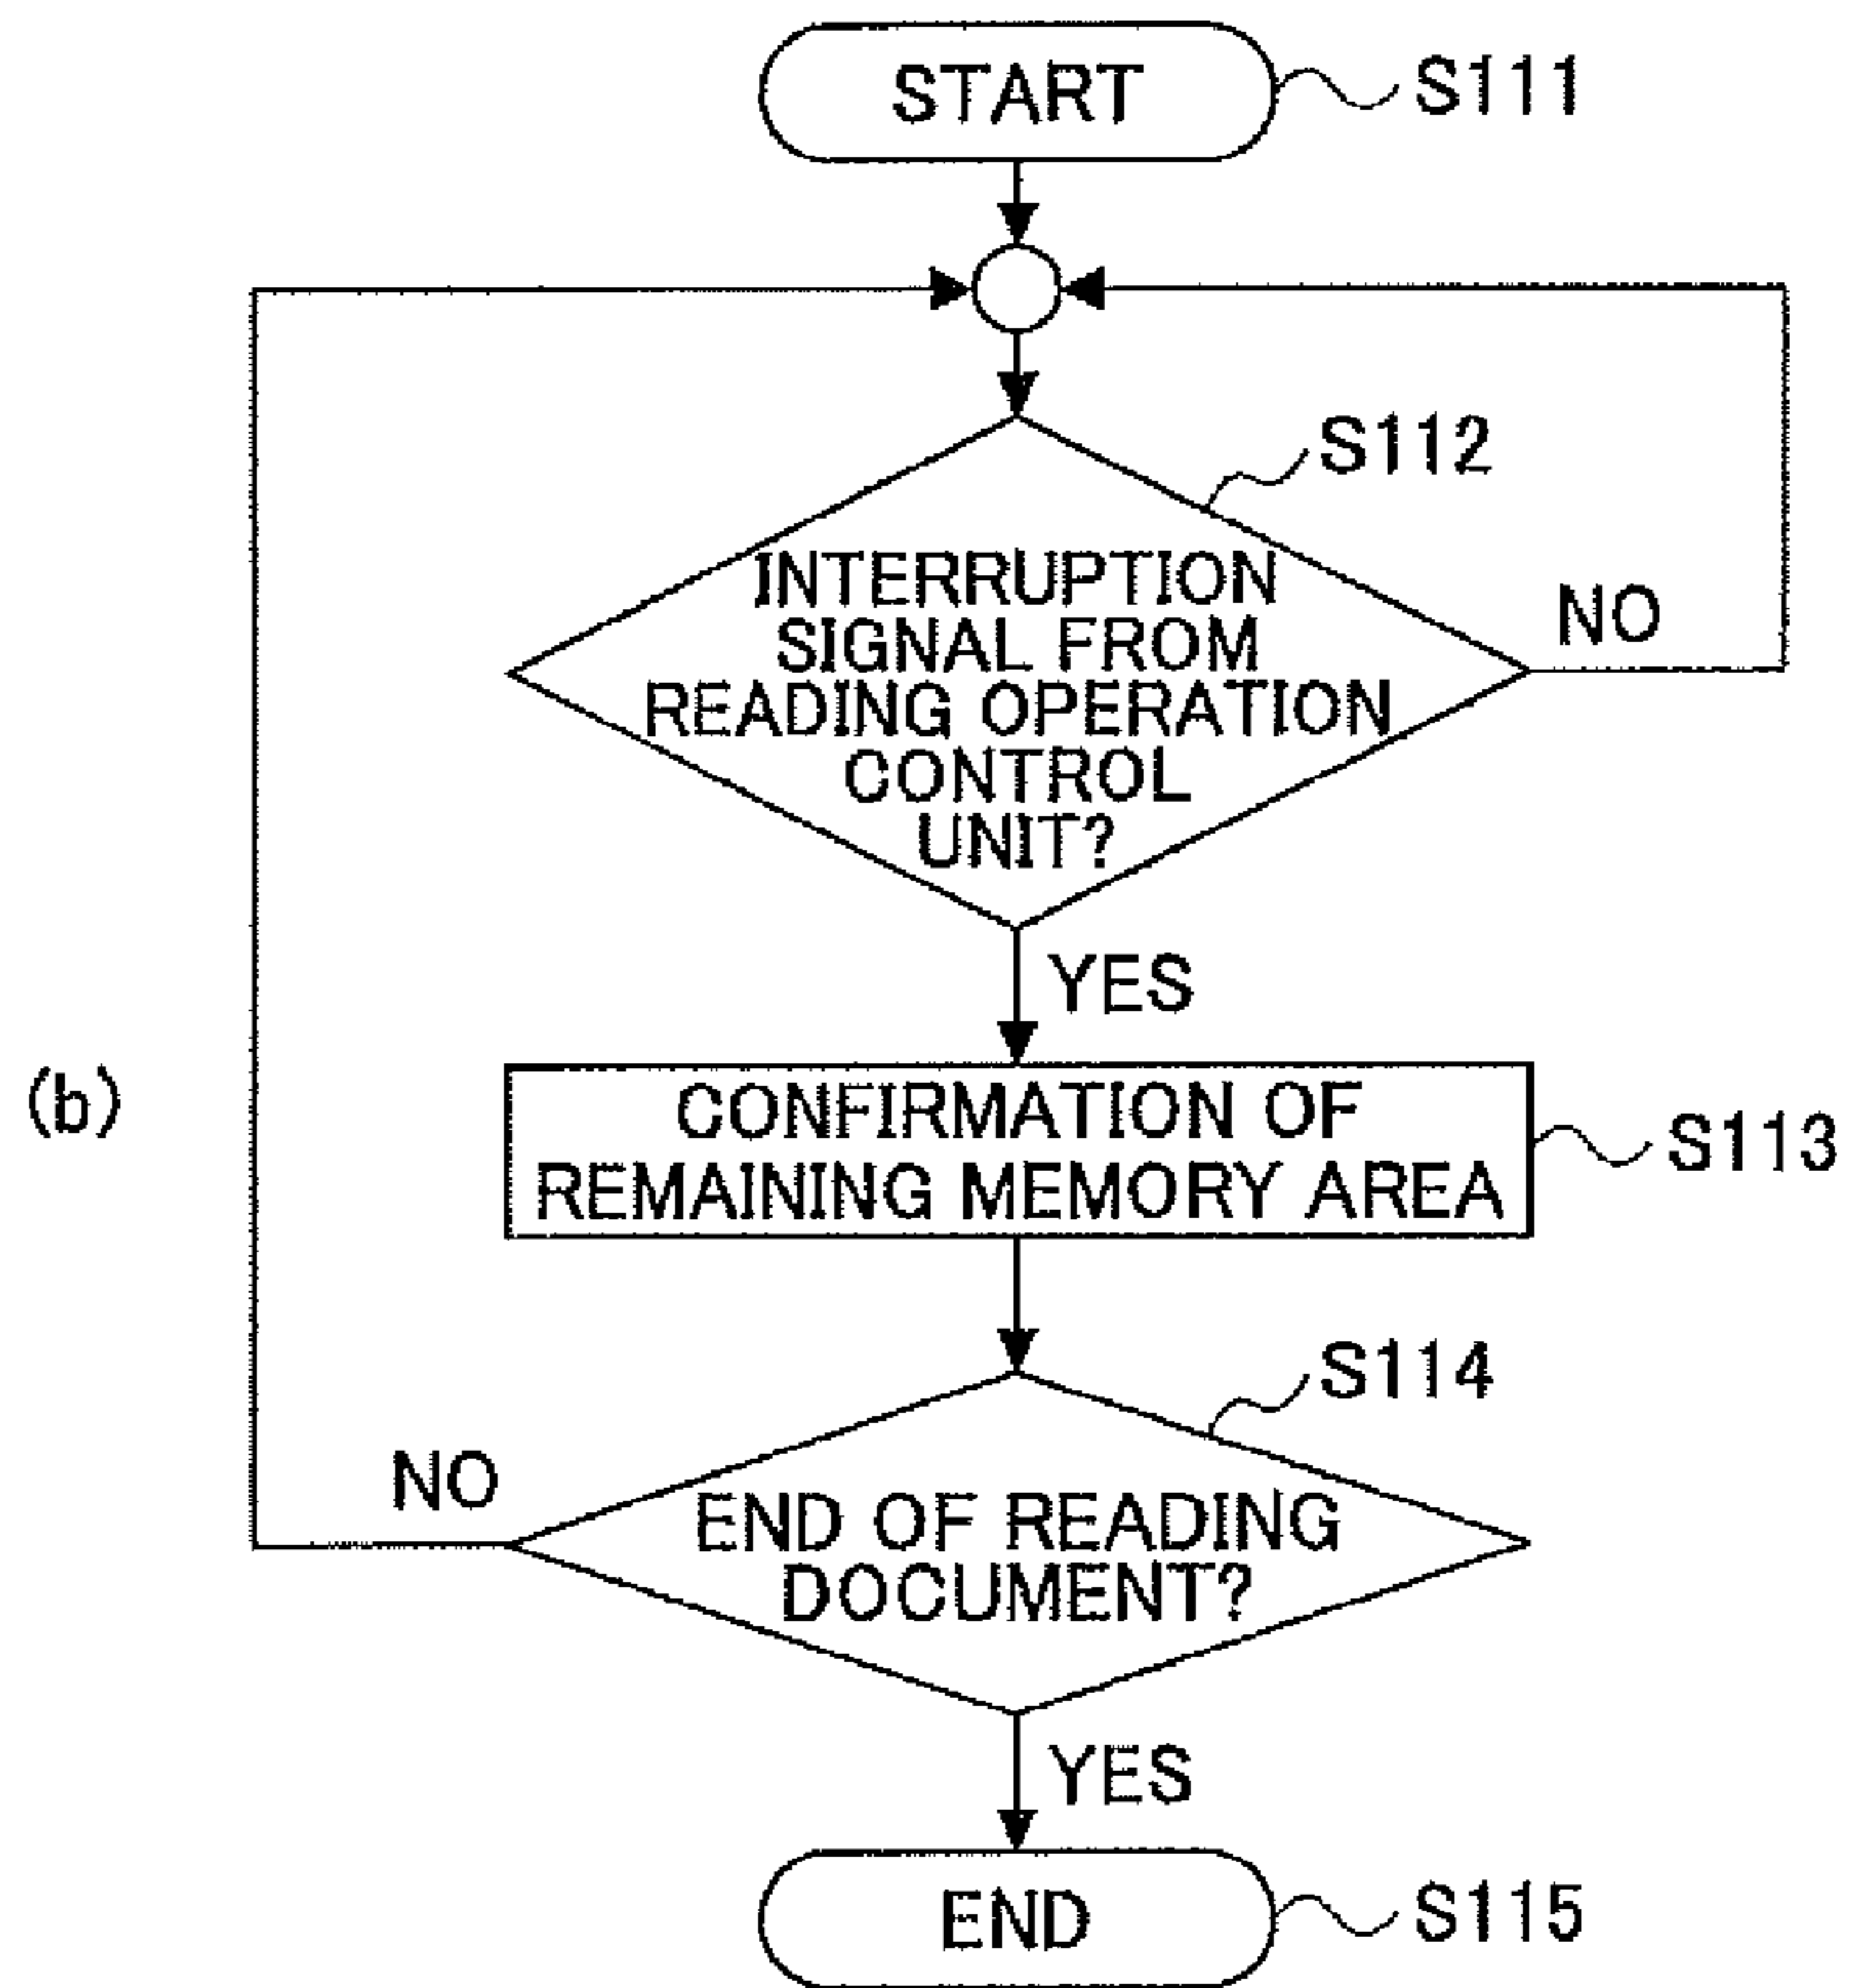 START
S111
S112
INTERRUPTION
SIGNAL FROM
READING OPERATION
CONTROL
UNIT?
NO
YES
(b)
CONFIRMATION OF
REMAINING MEMORY AREA
S113
S114
NO
END OF READING
DOCUMENT?
YES
END
S115